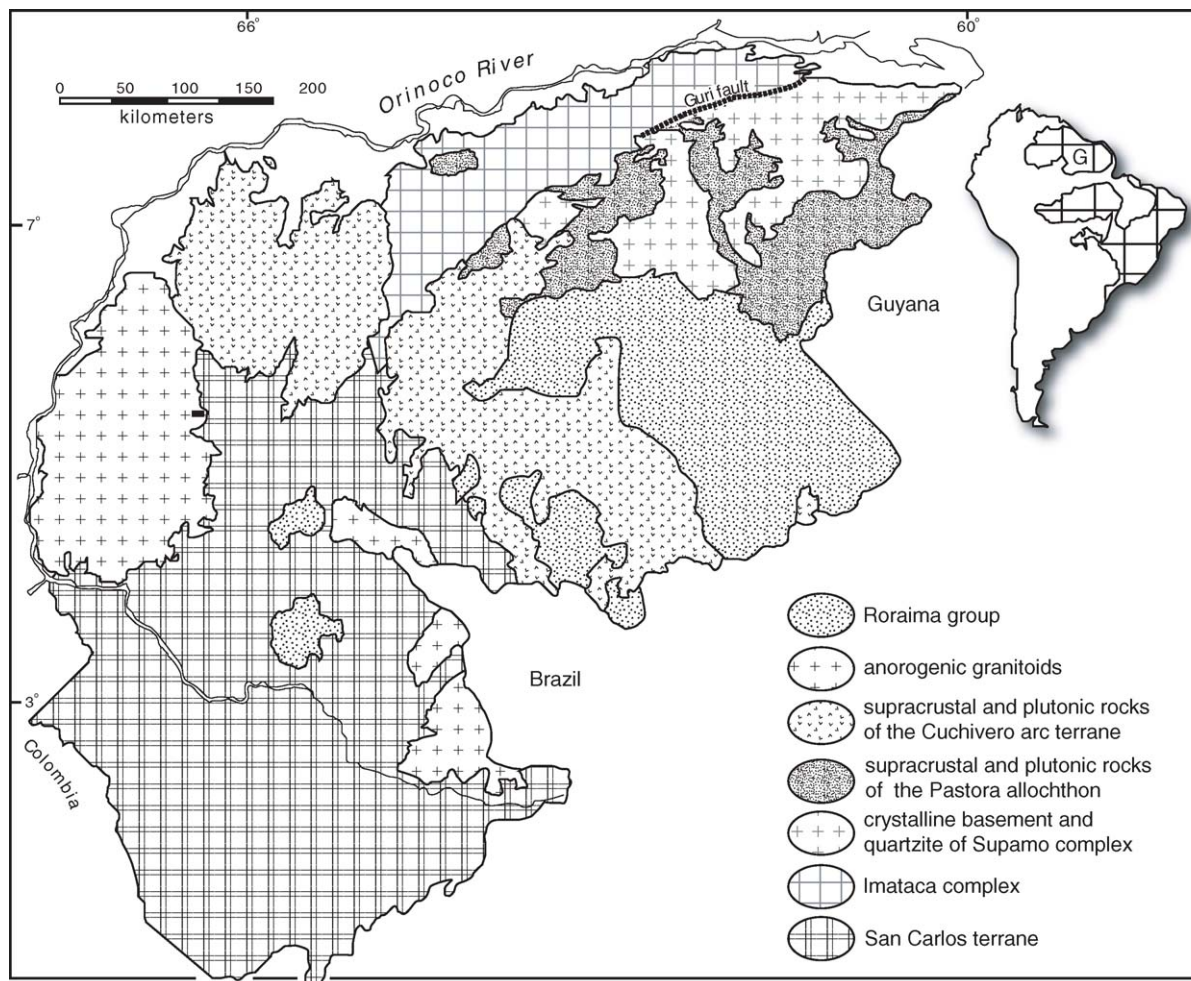 66°
60°
0 50 100 150 200
kilometers
Orinoco River
Guri fault
G
7°
Guyana
Roraima group
anorogenic granitoids
Brazil
3°
supracrustal and plutonic rocks
of the Cuchivero arc terrane
Colombia
supracrustal and plutonic rocks
of the Pastora allochthon
crystalline basement and
quartzite of Supamo complex
Imataca complex
San Carlos terrane